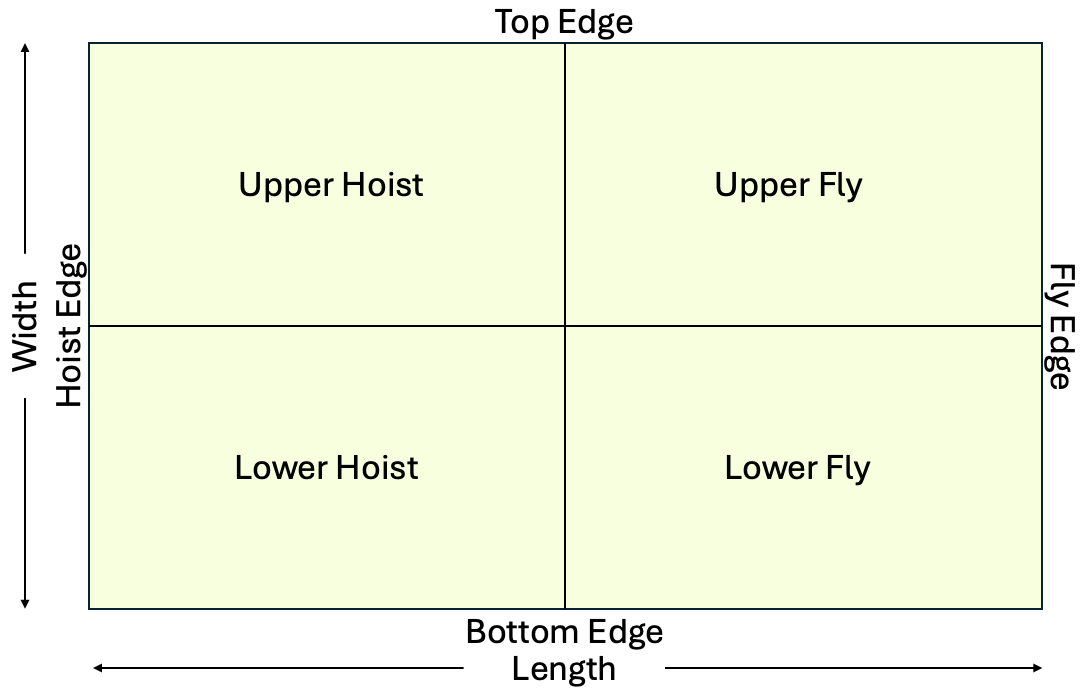 Top Edge
Upper Hoist
Upper Fly
Width
Hoist Edge
Fly Edge
Lower Hoist
Lower Fly
Bottom Edge
Length